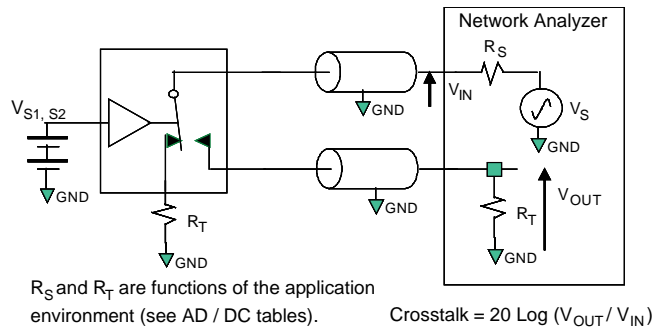 Network Analyzer
R_S
V_IN
V_S
GND
GND
V_S1, S2
GND
R_T
GND
GND
R_T
V_OUT
GND
R_S and R_T are functions of the application
environment (see AD / DC tables).
Crosstalk = 20 Log (V_OUT / V_IN)